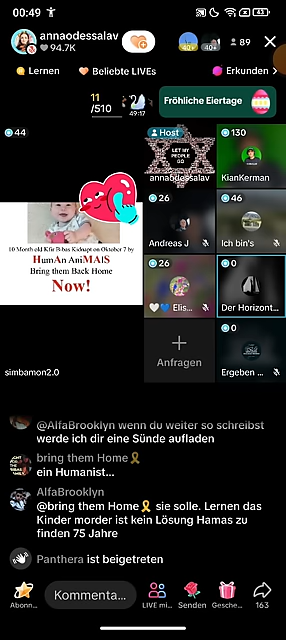 00:49
43
annaodessalav
94.7K
40+
40+
89
Lernen
Beliebte LIVEs
Erkunden
11
/510
49:17
Fröhliche Eiertage
44
10 Month old Kfir Bibas Kidnapt on Oktober 7 by
HumAn AniMAlS
Bring them Back Home
Now!
simbamon2.0
Host
LET MY
PEOPLE
GO
annaodessalav
130
KianKerman
26
Andreas J
46
Ich bin's
26
Elis...
0
Der Horizont...
Anfragen
0
Ergeben ...
@AlfaBrooklyn wenn du weiter so schreibst
werde ich dir eine Sünde aufladen
bring them Home🎗
ein Humanist...
AlfaBrooklyn
@bring them Home🎗 sie solle. Lernen das
Kinder morder ist kein Lösung Hamas zu
finden 75 Jahre
Panthera ist beigetreten
Abonn...
Kommenta...
LIVE mi...
Senden
Gesche...
163